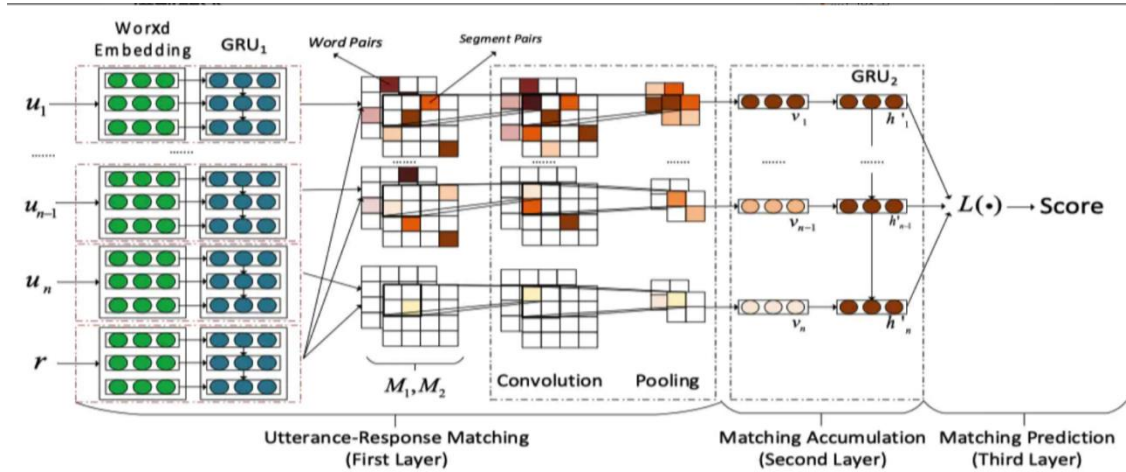 Worxd
Embedding
GRU₁
Word Pairs
Segment Pairs
GRU₂
u₁
v₁
h'₁
.......
.......
.......
.......
.......
uₙ₋₁
vₙ₋₁
h'ₙ₋₁
L(•)
Score
uₙ
vₙ
h'ₙ
r
M₁, M₂
Convolution
Pooling
Utterance-Response Matching
(First Layer)
Matching Accumulation
(Second Layer)
Matching Prediction
(Third Layer)